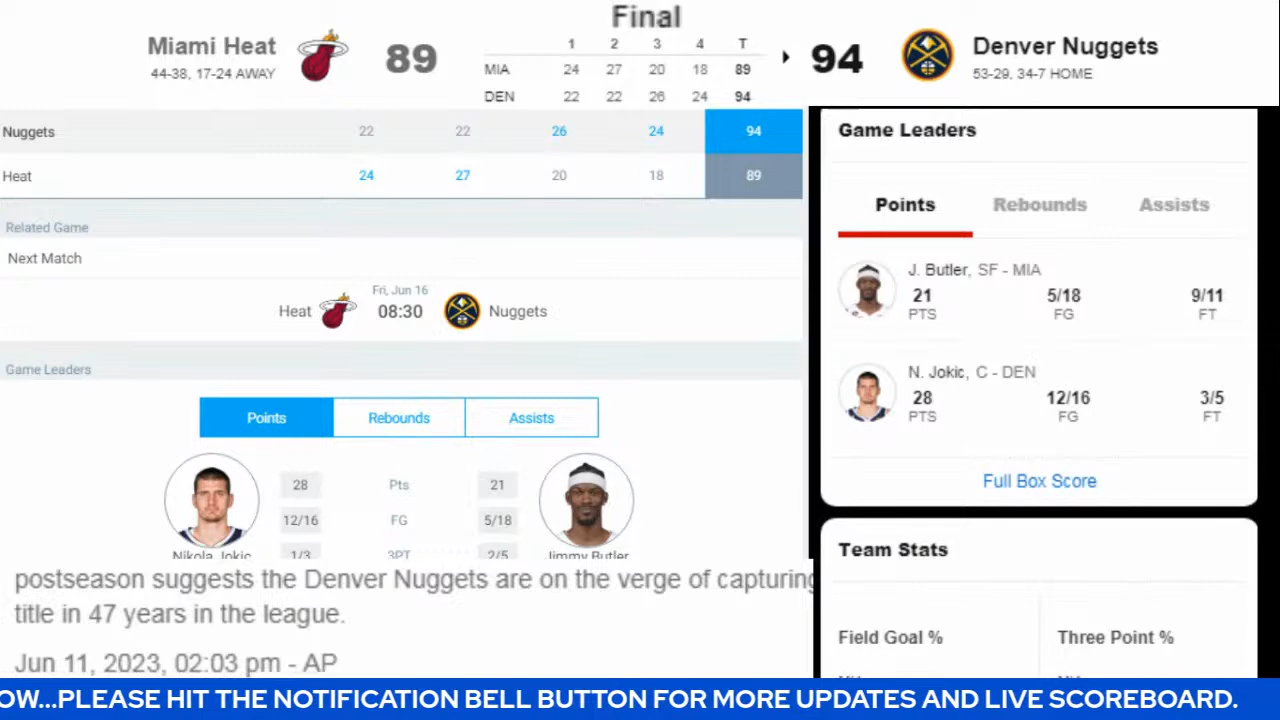 Final
Miami Heat
44-38, 17-24 AWAY
89
1 2 3 4 T
MIA 24 27 20 18 89
DEN 22 22 26 24 94
94
Denver Nuggets
53-29, 34-7 HOME
Nuggets 22 22 26 24 94
Heat 24 27 20 18 89
Related Game
Next Match
Fri, Jun 16
Heat 08:30 Nuggets
Game Leaders
Points Rebounds Assists
28 Pts 21
12/16 FG 5/18
Nikola Jokic 1/3 3PT 2/5 Jimmy Butler
postseason suggests the Denver Nuggets are on the verge of capturing
title in 47 years in the league.
Jun 11, 2023, 02:03 pm - AP
Game Leaders
Points Rebounds Assists
J. Butler, SF - MIA
21 5/18 9/11
PTS FG FT
N. Jokic, C - DEN
28 12/16 3/5
PTS FG FT
Full Box Score
Team Stats
Field Goal % Three Point %
OW...PLEASE HIT THE NOTIFICATION BELL BUTTON FOR MORE UPDATES AND LIVE SCOREBOARD.